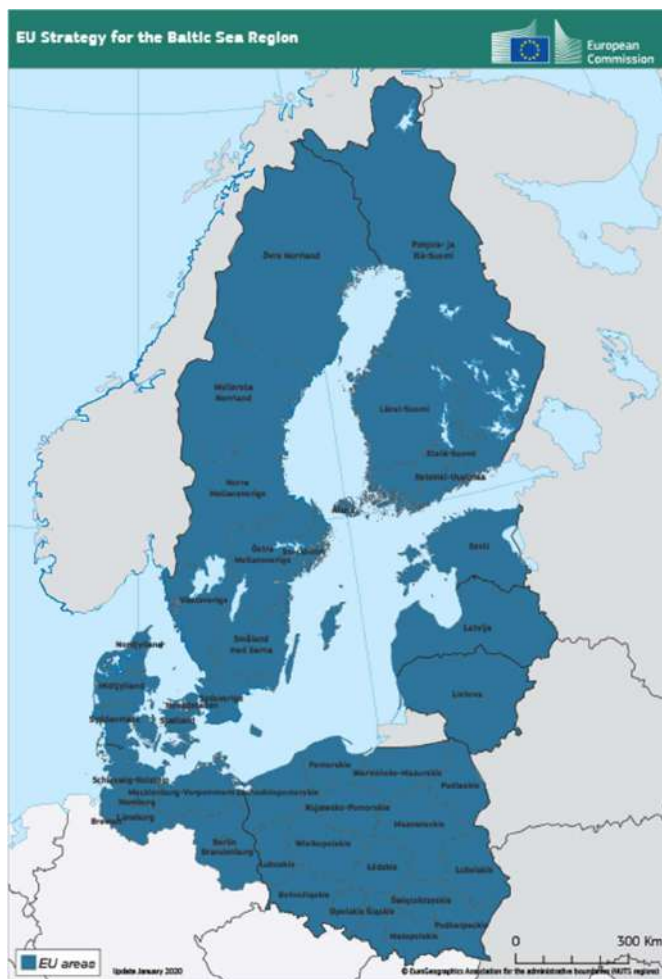 EU Strategy for the Baltic Sea Region
European
Commission
Övre Norrland
Pohjois- ja
Itä-Suomi
Mellersta
Norrland
Länsi-Suomi
Etelä-Suomi
Helsinki-Uusimaa
Norra
Mellansverige
Åland
Östra
Mellansverige
Stockholm
Eesti
Västsverige
Latvija
Småland
med öarna
Nordjylland
Lietuva
Midtjylland
Sydsverige
Hovedstaden
Syddanmark
Sjælland
Pomorskie
Warmińsko-Mazurskie
Schleswig-Holstein
Podlaskie
Mecklenburg-Vorpommern
Zachodniopomorskie
Hamburg
Kujawsko-Pomorskie
Bremen
Lüneburg
Mazowieckie
Berlin
Brandenburg
Wielkopolskie
Lubuskie
Łódzkie
Lubelskie
Dolnośląskie
Świętokrzyskie
Opolskie
Śląskie
Podkarpackie
Małopolskie
0 300 Km
EU areas
Update January 2020
© EuroGeographics Association for the administrative boundaries (NUTS regions)